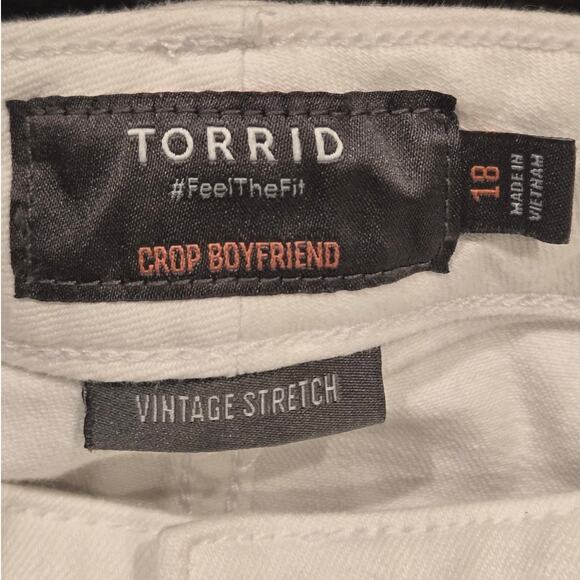 TORRID
#FeelTheFit
CROP BOYFRIEND
18
MADE IN
VIETNAM
VINTAGE STRETCH